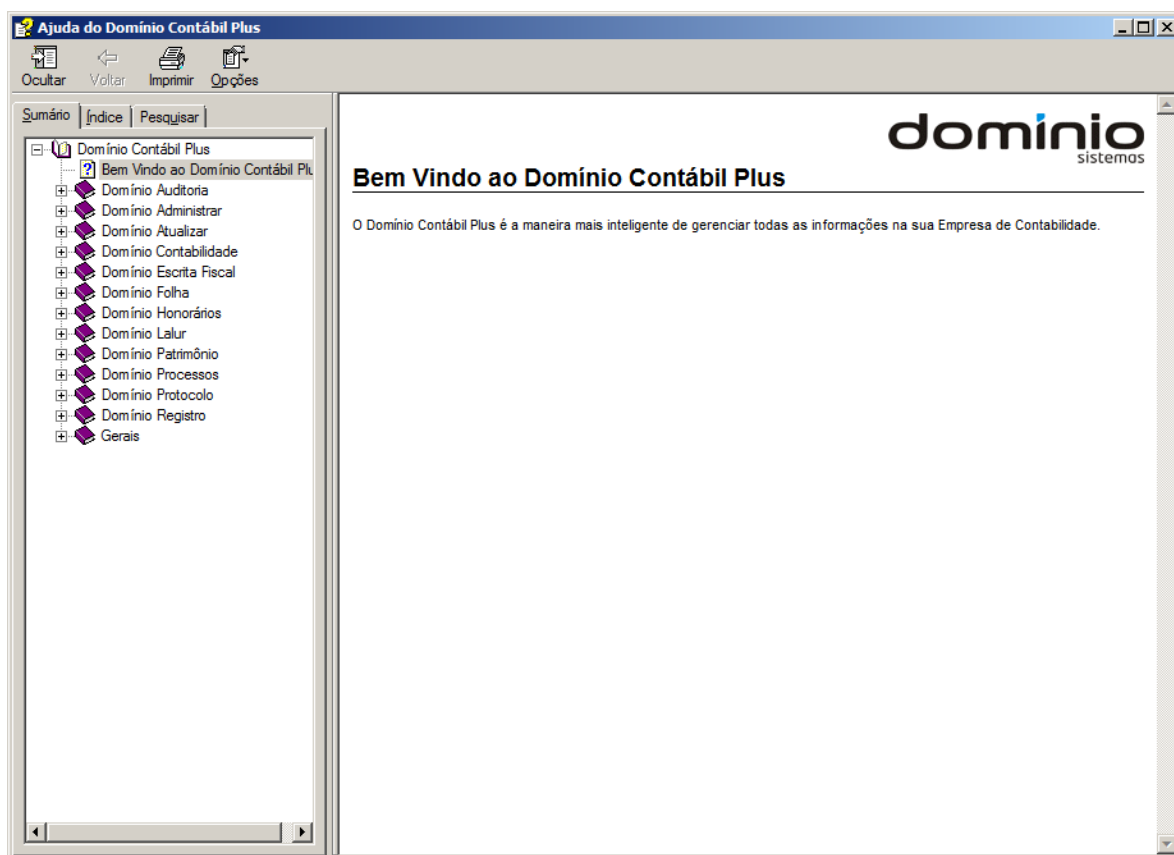 Ajuda do Domínio Contábil Plus
Ocultar Voltar Imprimir Opções
Sumário Índice Pesquisar
Domínio Contábil Plus
Bem Vindo ao Domínio Contábil Plu
Domínio Auditoria
Domínio Administrar
Domínio Atualizar
Domínio Contabilidade
Domínio Escrita Fiscal
Domínio Folha
Domínio Honorários
Domínio Lalur
Domínio Patrimônio
Domínio Processos
Domínio Protocolo
Domínio Registro
Gerais
domínio
sistemas
Bem Vindo ao Domínio Contábil Plus
O Domínio Contábil Plus é a maneira mais inteligente de gerenciar todas as informações na sua Empresa de Contabilidade.